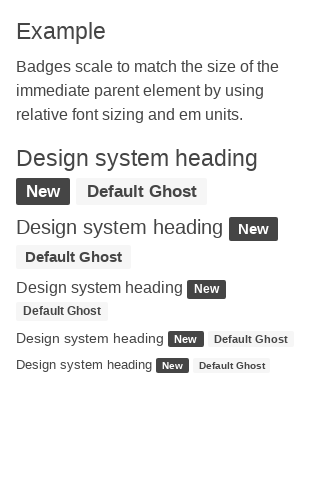 Example
Badges scale to match the size of the
immediate parent element by using
relative font sizing and em units.
Design system heading
New Default Ghost
Design system heading New
Default Ghost
Design system heading New
Default Ghost
Design system heading New Default Ghost
Design system heading New Default Ghost